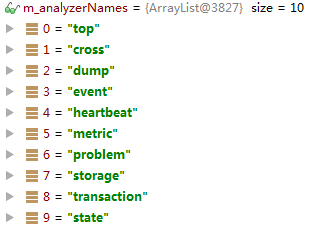 m_analyzerNames = {ArrayList@3827} size = 10
0 = "top"
1 = "cross"
2 = "dump"
3 = "event"
4 = "heartbeat"
5 = "metric"
6 = "problem"
7 = "storage"
8 = "transaction"
9 = "state"